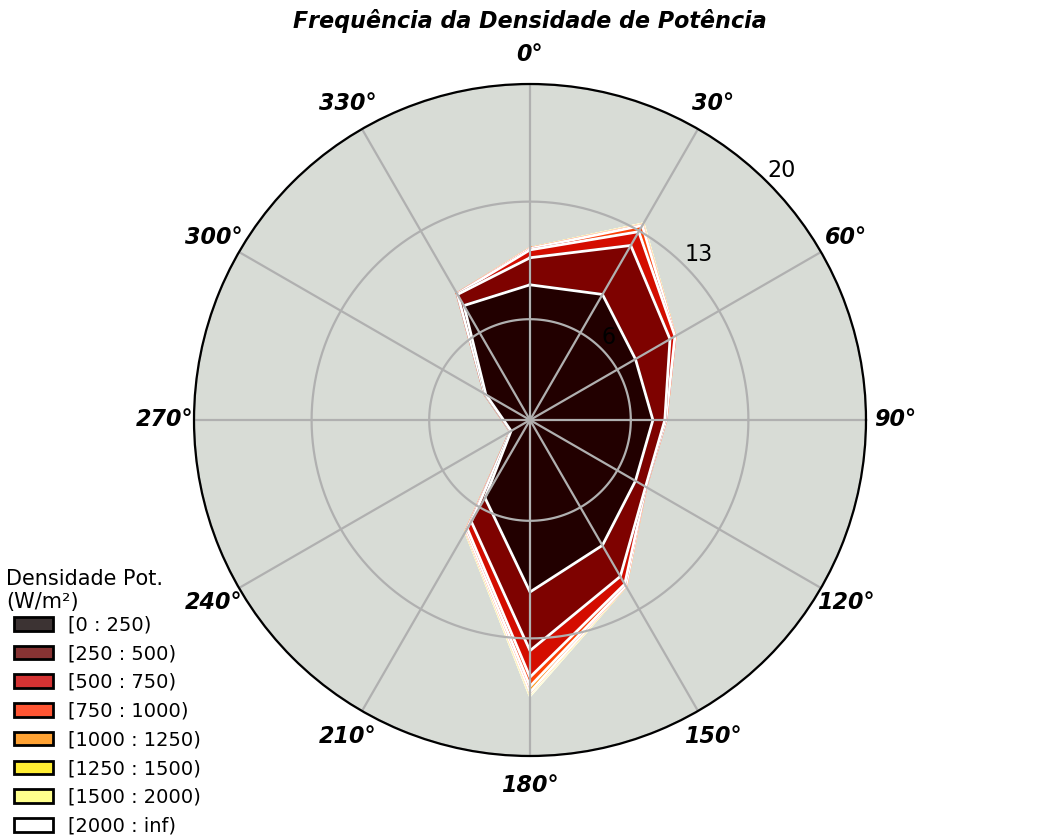 Frequência da Densidade de Potência
0°
330°
30°
20
300°
60°
13
6
270°
90°
240°
120°
210°
150°
180°
Densidade Pot.
(W/m²)
[0 : 250)
[250 : 500)
[500 : 750)
[750 : 1000)
[1000 : 1250)
[1250 : 1500)
[1500 : 2000)
[2000 : inf)